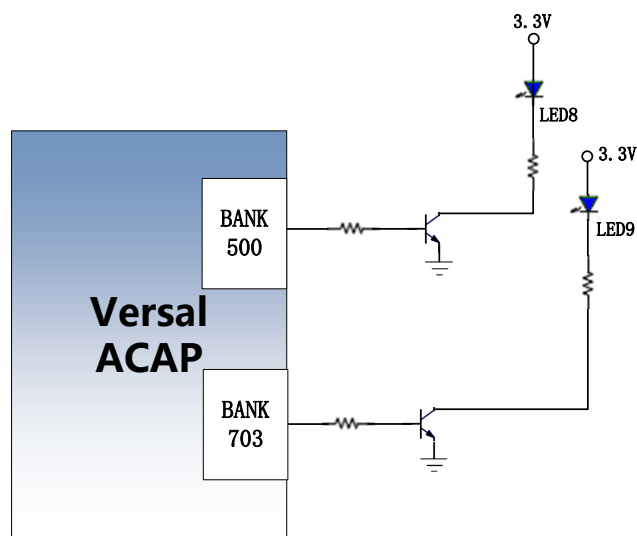 3.3V
LED8
3.3V
LED9
BANK
500
Versal
ACAP
BANK
703